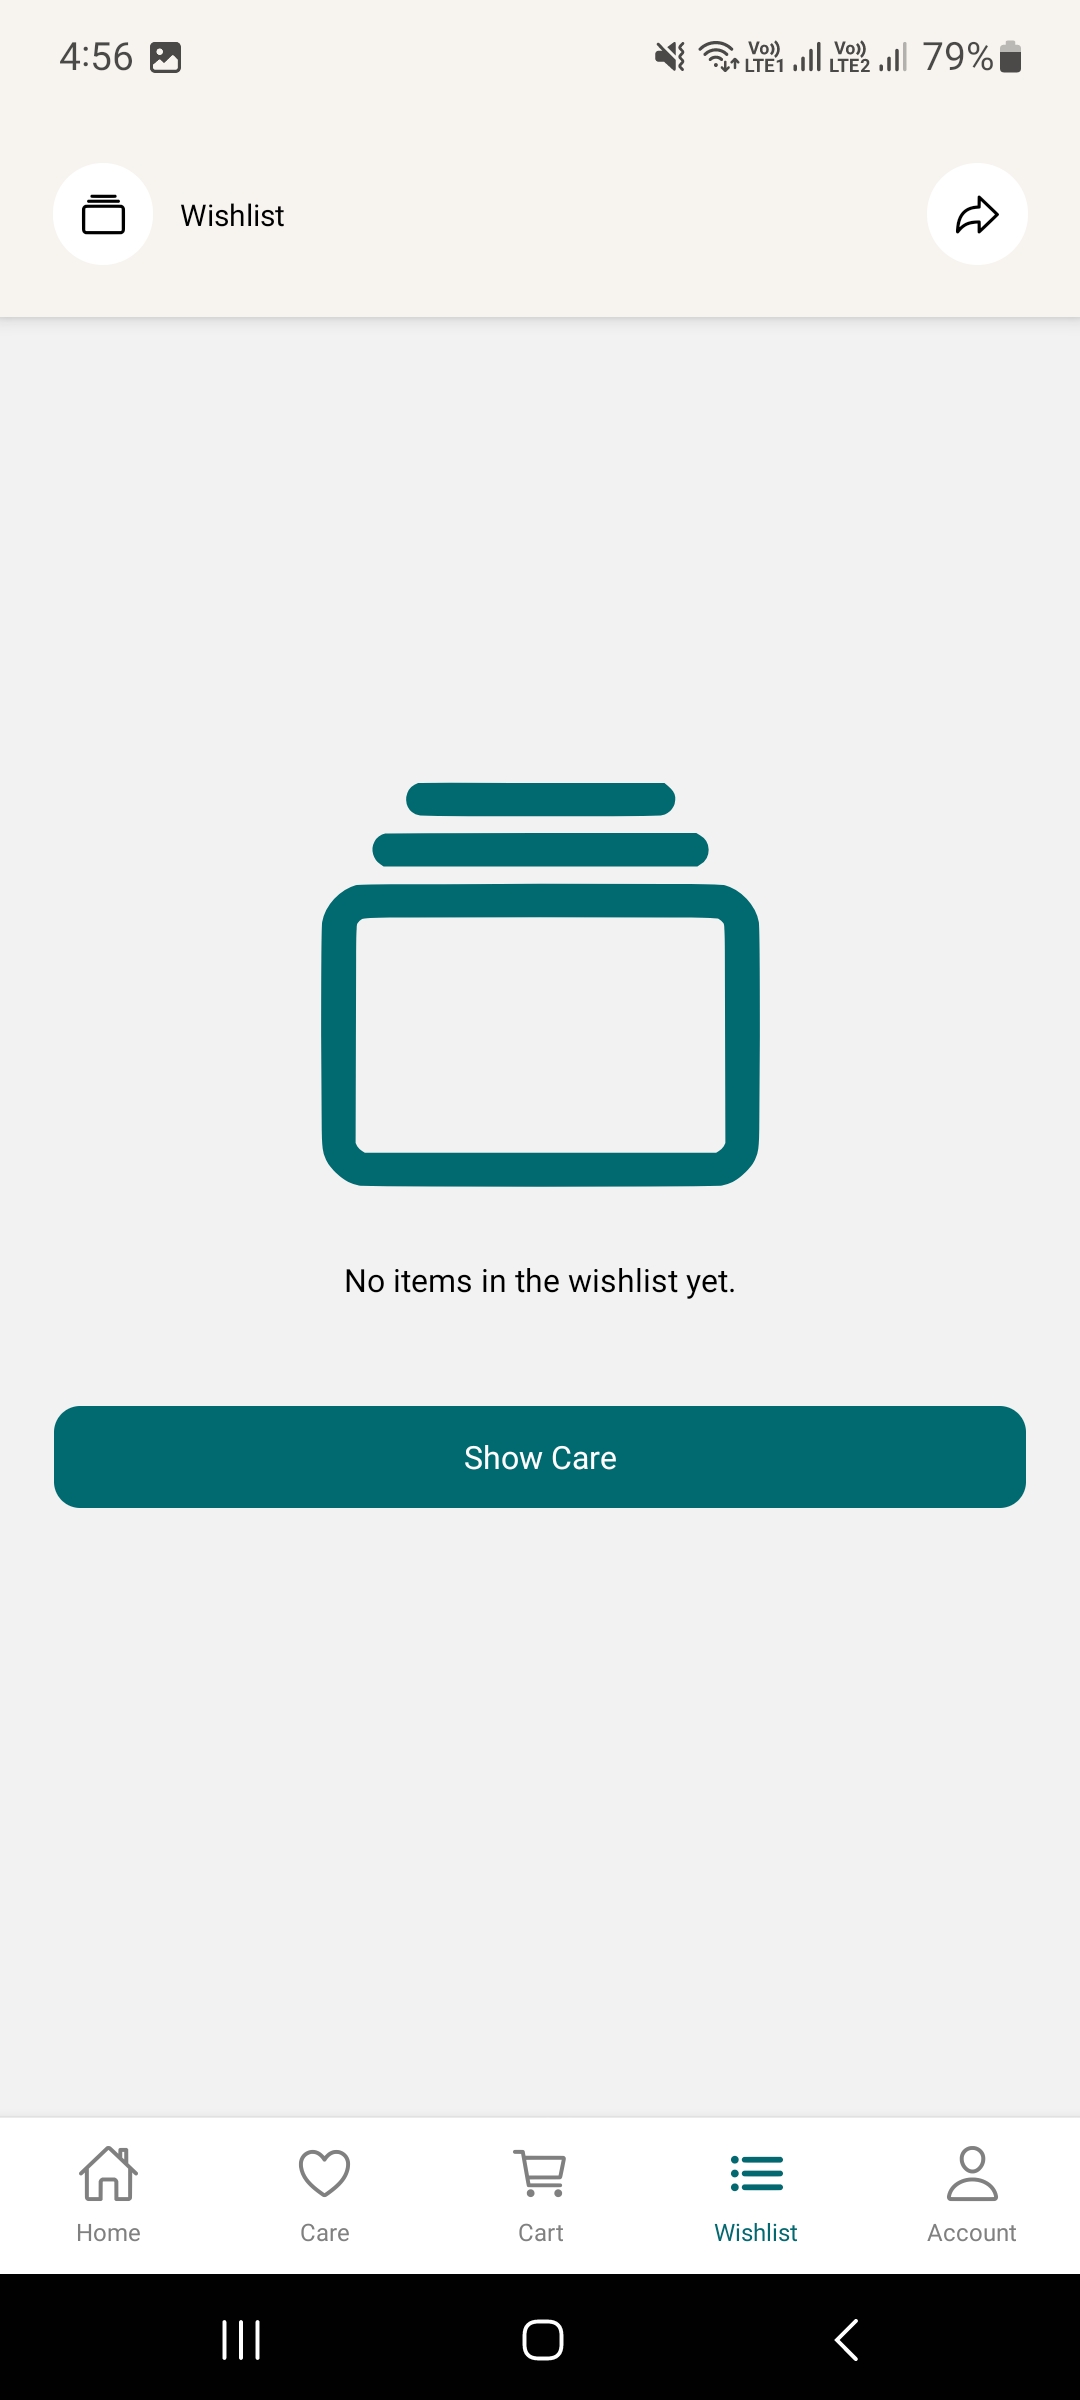 4:56 Vo)) LTE1 Vo)) LTE2 79%
Wishlist
No items in the wishlist yet.
Show Care
Home Care Cart Wishlist Account